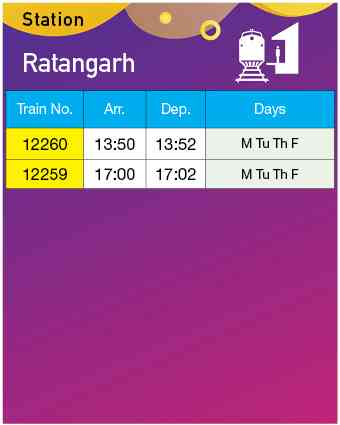 Station
Ratangarh
Train No. Arr. Dep. Days
12260 13:50 13:52 M Tu Th F
12259 17:00 17:02 M Tu Th F